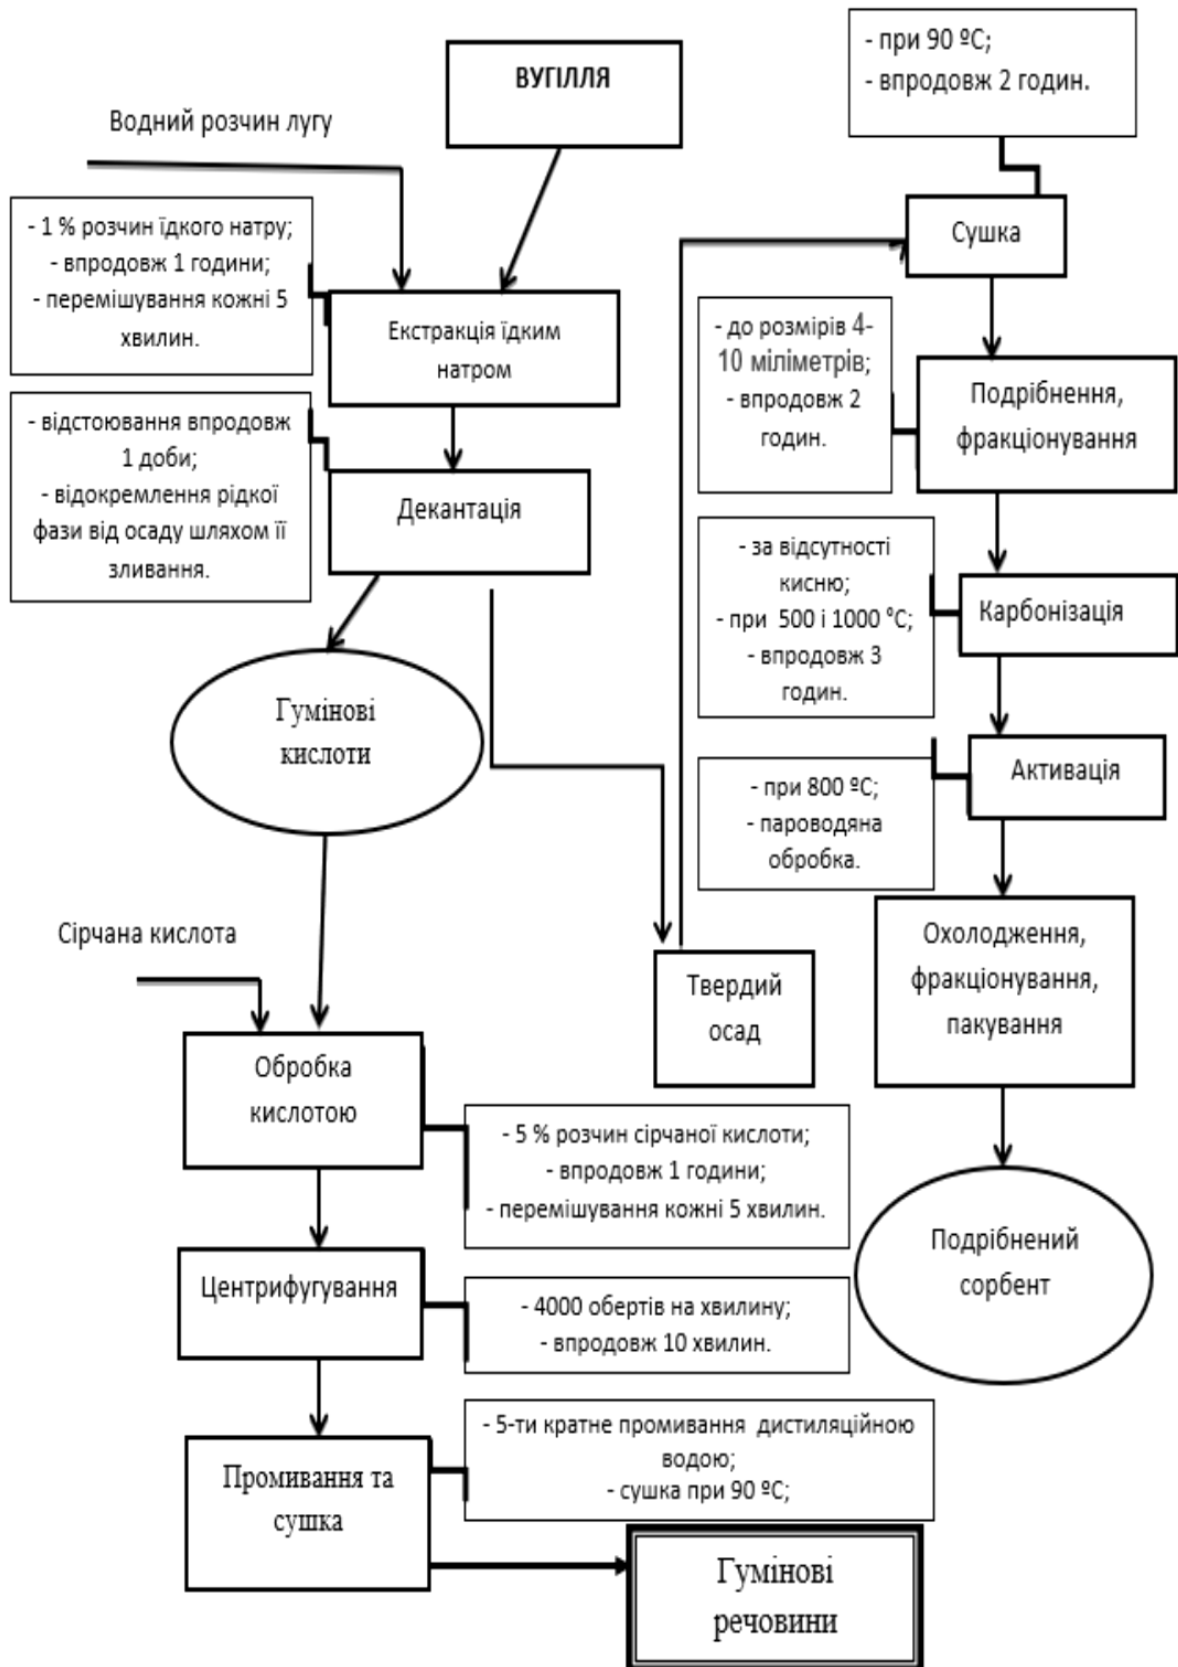 ВУГІЛЛЯ
Водний розчин лугу
- 1 % розчин їдкого натру;
- впродовж 1 години;
- перемішування кожні 5
хвилин.
Екстракція їдким
натром
- відстоювання впродовж
1 доби;
- відокремлення рідкої
фази від осаду шляхом її
зливання.
Декантація
Гумінові
кислоти
Сірчана кислота
Обробка
кислотою
- 5 % розчин сірчаної кислоти;
- впродовж 1 години;
- перемішування кожні 5 хвилин.
Центрифугування
- 4000 обертів на хвилину;
- впродовж 10 хвилин.
Промивання та
сушка
- 5-ти кратне промивання дистиляційною
водою;
- сушка при 90 ºС;
Гумінові
речовини
Твердий
осад
- при 90 ºС;
- впродовж 2 годин.
Сушка
- до розмірів 4-
10 міліметрів;
- впродовж 2
годин.
Подрібнення,
фракціонування
- за відсутності
кисню;
- при 500 і 1000 °С;
- впродовж 3
годин.
Карбонізація
Активація
- при 800 ºС;
- пароводяна
обробка.
Охолодження,
фракціонування,
пакування
Подрібнений
сорбент